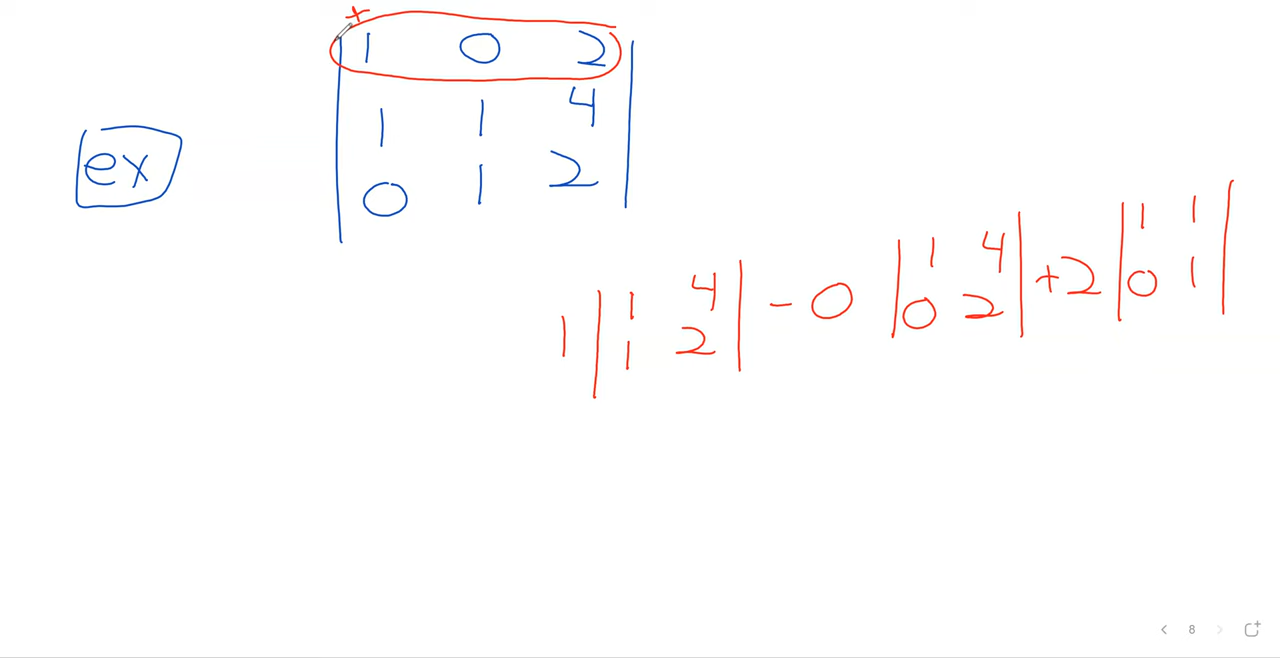 +
| 1 0 2 |
| 1 1 4 |
ex
| 0 1 2 |
1 | 1 4 | - 0 | 1 4 | + 2 | 1 1 |
| 1 2 | | 0 2 | | 0 1 |
8